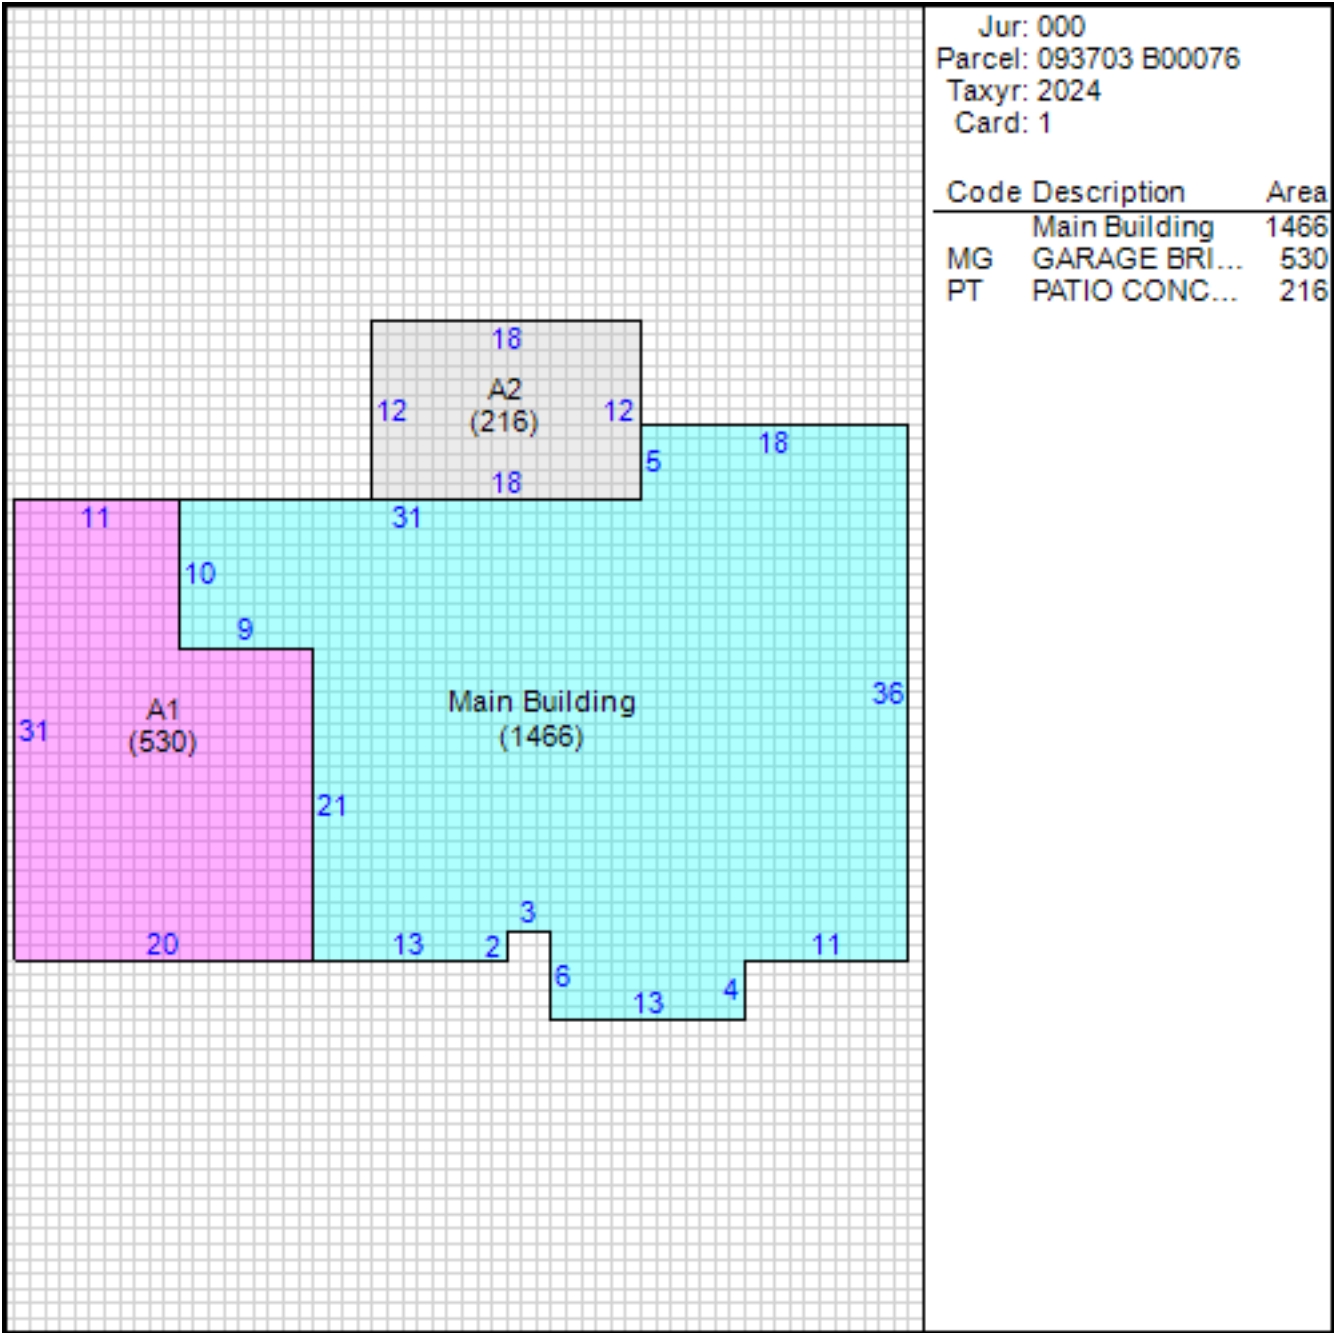 Jur: 000
Parcel: 093703 B00076
Taxyr: 2024
Card: 1
Code Description Area
Main Building 1466
MG GARAGE BRI... 530
PT PATIO CONC... 216
18
A2
12 12
(216)
18
5
18
11
31
10
9
A1
(530)
31
Main Building
(1466)
36
21
20
13
2
3
6
13
4
11